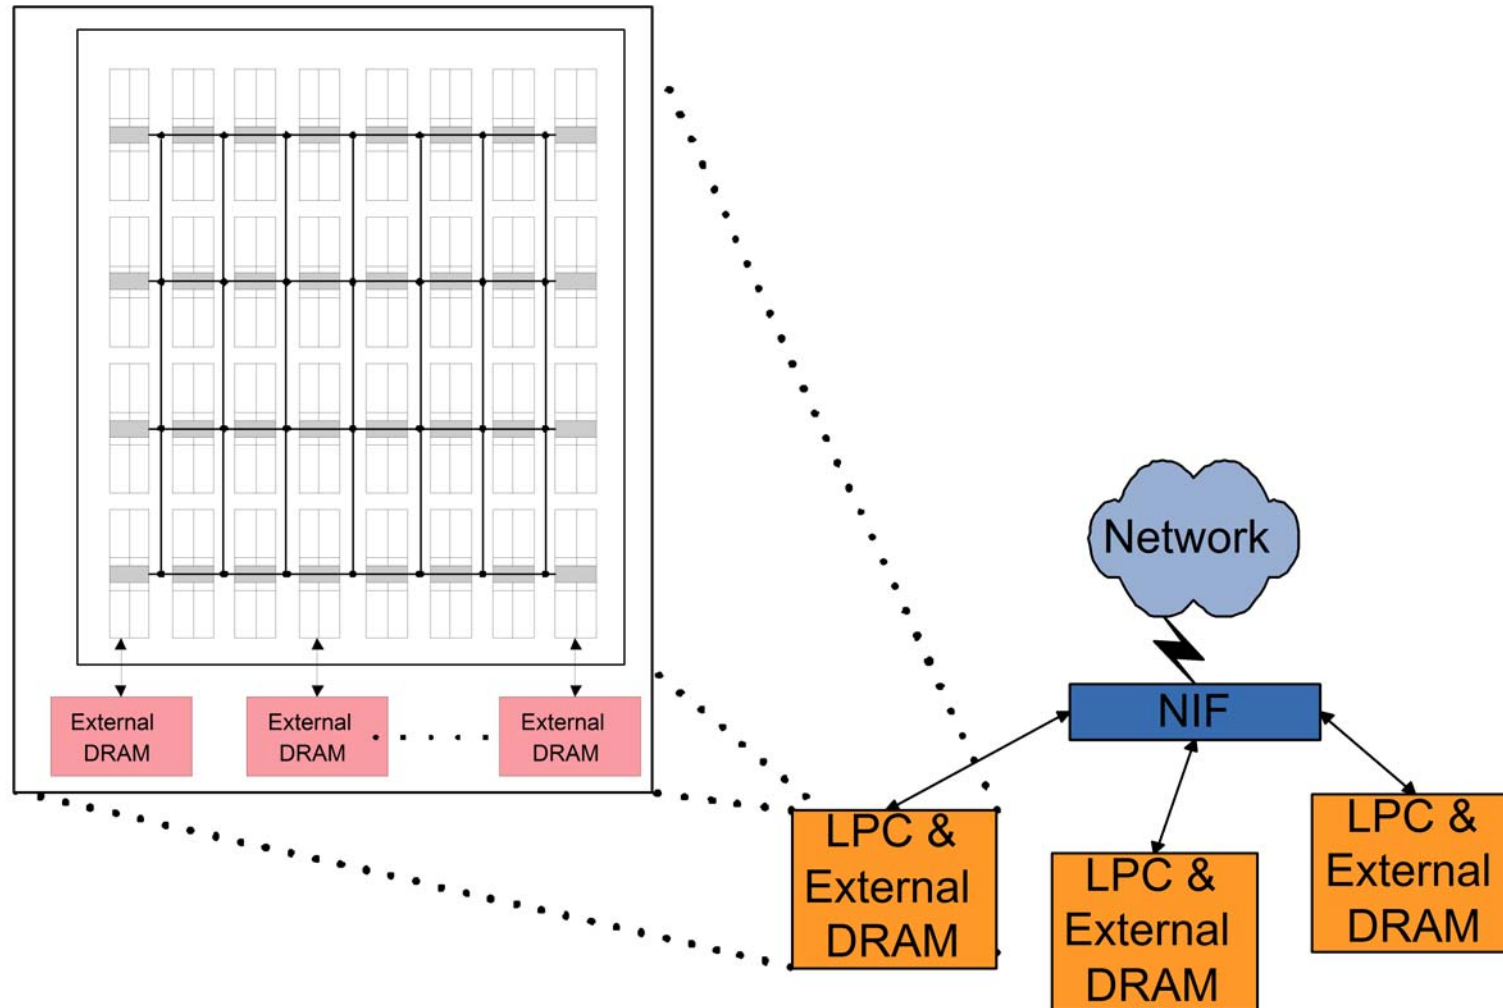 External
DRAM
External
DRAM
External
DRAM
Network
NIF
LPC &
External
DRAM
LPC &
External
DRAM
LPC &
External
DRAM